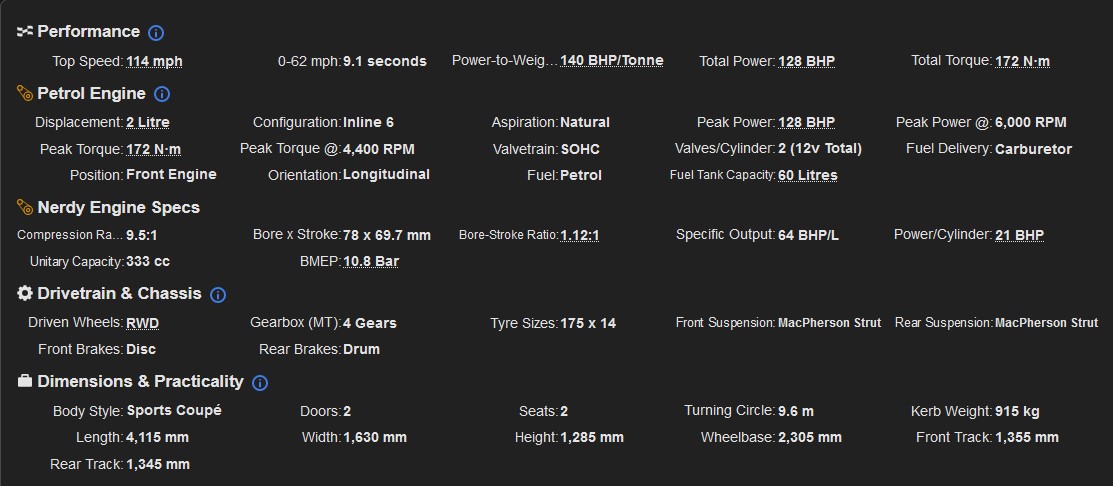 Performance
Top Speed: 114 mph 0-62 mph: 9.1 seconds Power-to-Weig... 140 BHP/Tonne Total Power: 128 BHP Total Torque: 172 N·m
Petrol Engine
Displacement: 2 Litre Configuration: Inline 6 Aspiration: Natural Peak Power: 128 BHP Peak Power @: 6,000 RPM
Peak Torque: 172 N·m Peak Torque @: 4,400 RPM Valvetrain: SOHC Valves/Cylinder: 2 (12v Total) Fuel Delivery: Carburetor
Position: Front Engine Orientation: Longitudinal Fuel: Petrol Fuel Tank Capacity: 60 Litres
Nerdy Engine Specs
Compression Ra... 9.5:1 Bore x Stroke: 78 x 69.7 mm Bore-Stroke Ratio: 1.12:1 Specific Output: 64 BHP/L Power/Cylinder: 21 BHP
Unitary Capacity: 333 cc BMEP: 10.8 Bar
Drivetrain & Chassis
Driven Wheels: RWD Gearbox (MT): 4 Gears Tyre Sizes: 175 x 14 Front Suspension: MacPherson Strut Rear Suspension: MacPherson Strut
Front Brakes: Disc Rear Brakes: Drum
Dimensions & Practicality
Body Style: Sports Coupé Doors: 2 Seats: 2 Turning Circle: 9.6 m Kerb Weight: 915 kg
Length: 4,115 mm Width: 1,630 mm Height: 1,285 mm Wheelbase: 2,305 mm Front Track: 1,355 mm
Rear Track: 1,345 mm